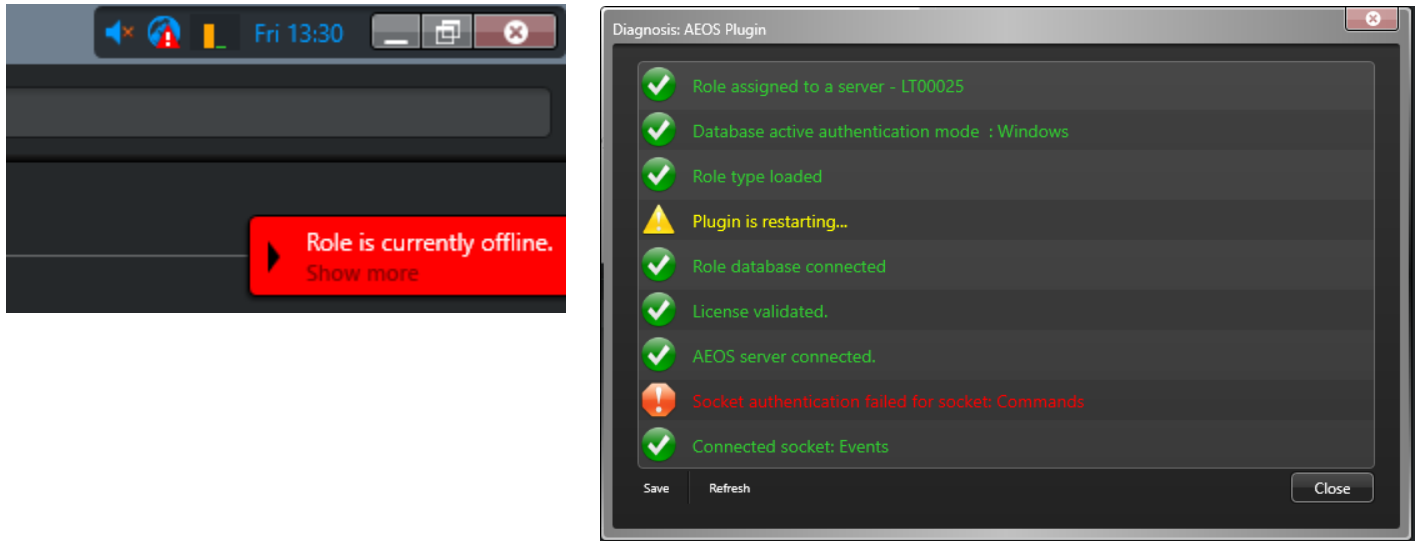 Fri 13:30
Role is currently offline.
Show more
Diagnosis: AEOS Plugin
Role assigned to a server - LT00025
Database active authentication mode : Windows
Role type loaded
Plugin is restarting...
Role database connected
License validated.
AEOS server connected.
Socket authentication failed for socket: Commands
Connected socket: Events
Save
Refresh
Close